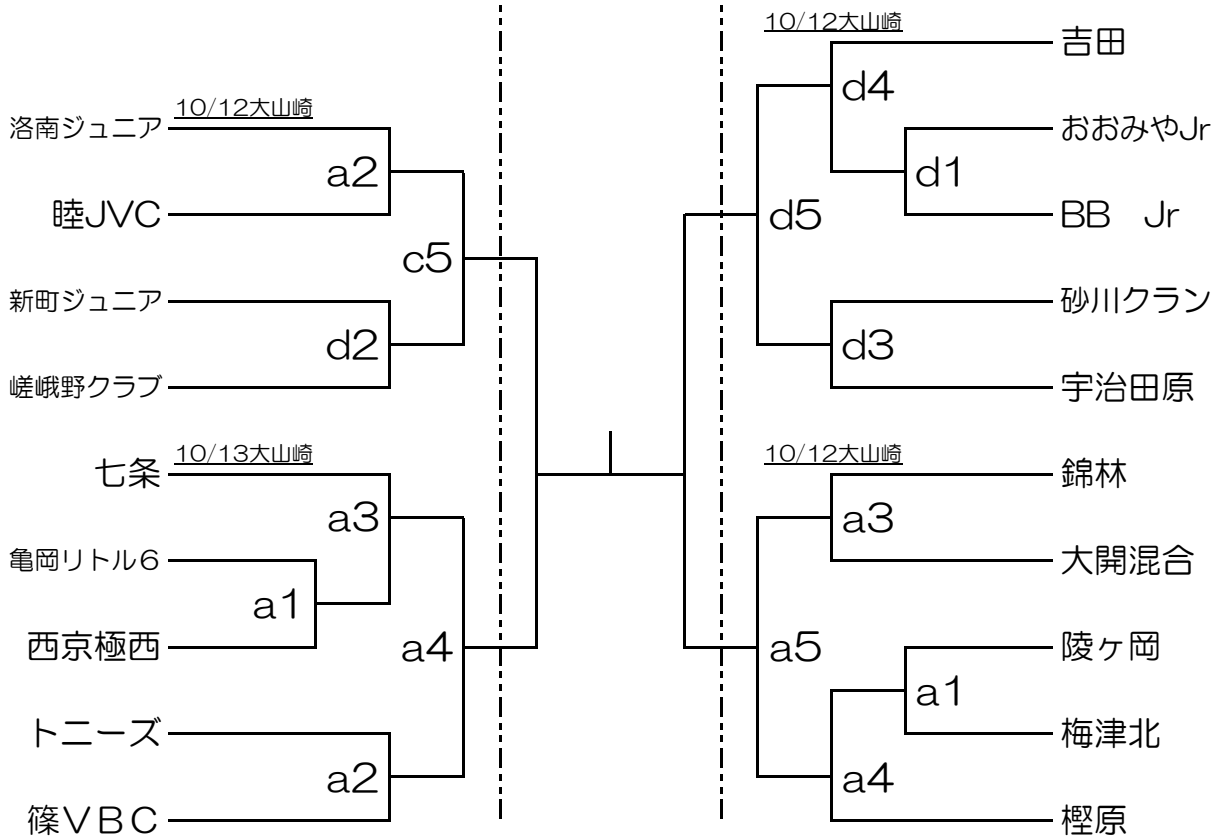 10/12大山崎
洛南ジュニア
a2
睦JVC
c5
新町ジュニア
d2
嵯峨野クラブ
10/13大山崎
七条
a3
亀岡リトル6
a1
西京極西
a4
トニーズ
a2
篠VBC
10/12大山崎
吉田
d4
おおみやJr
d1
BB Jr
d5
砂川クラン
d3
宇治田原
10/12大山崎
錦林
a3
大開混合
a5
陵ヶ岡
a1
梅津北
a4
樫原